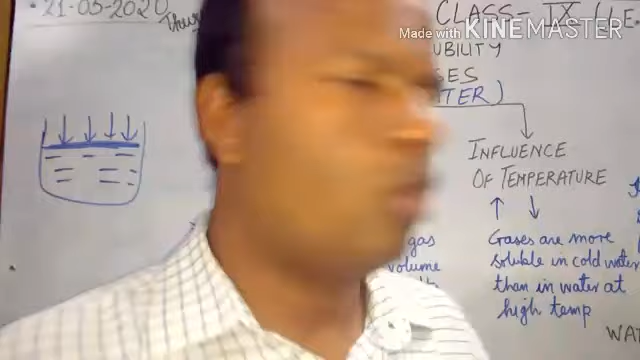 21-05-2020
CLASS- IX (I.E.
Made with KINEMASTER
UBILITY
SES
TER)
INFLUENCE
OF TEMPERATURE
gas
volume
Gases are more
soluble in cold water
than in water at
high temp
WAT